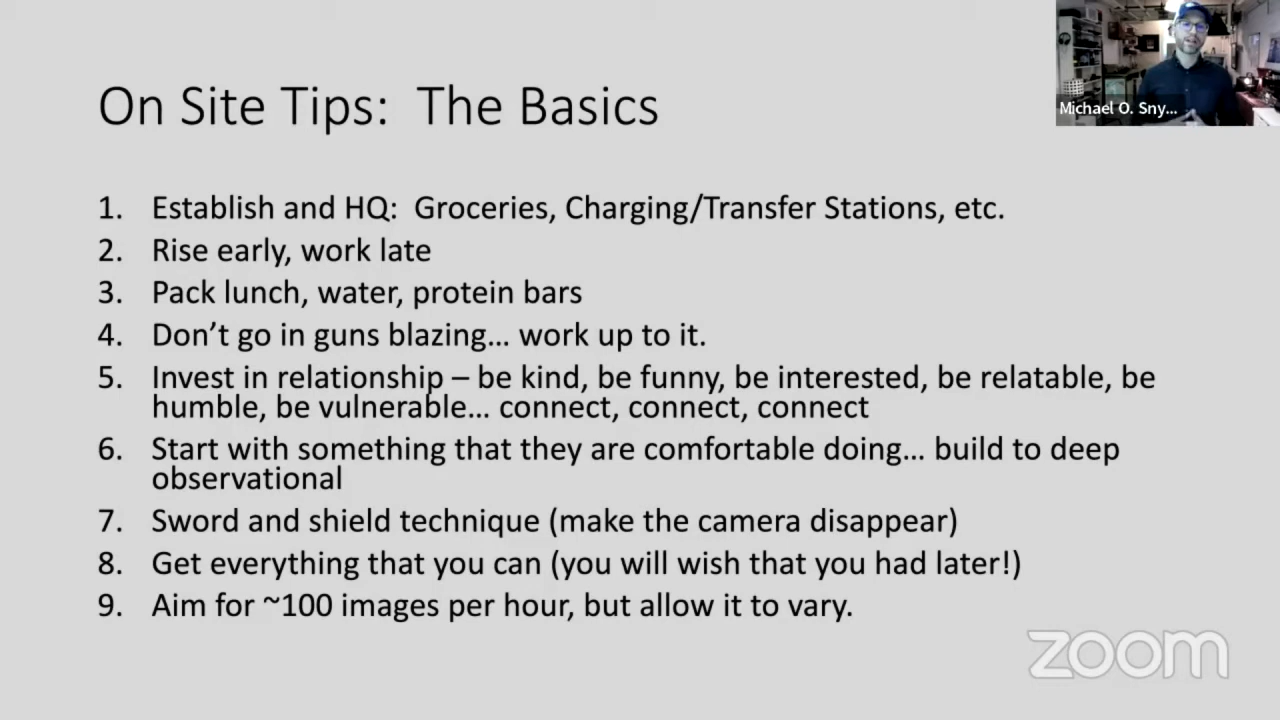 On Site Tips: The Basics
Michael O. Sny...
1. Establish and HQ: Groceries, Charging/Transfer Stations, etc.
2. Rise early, work late
3. Pack lunch, water, protein bars
4. Don’t go in guns blazing… work up to it.
5. Invest in relationship – be kind, be funny, be interested, be relatable, be
humble, be vulnerable… connect, connect, connect
6. Start with something that they are comfortable doing… build to deep
observational
7. Sword and shield technique (make the camera disappear)
8. Get everything that you can (you will wish that you had later!)
9. Aim for ~100 images per hour, but allow it to vary.
zoom